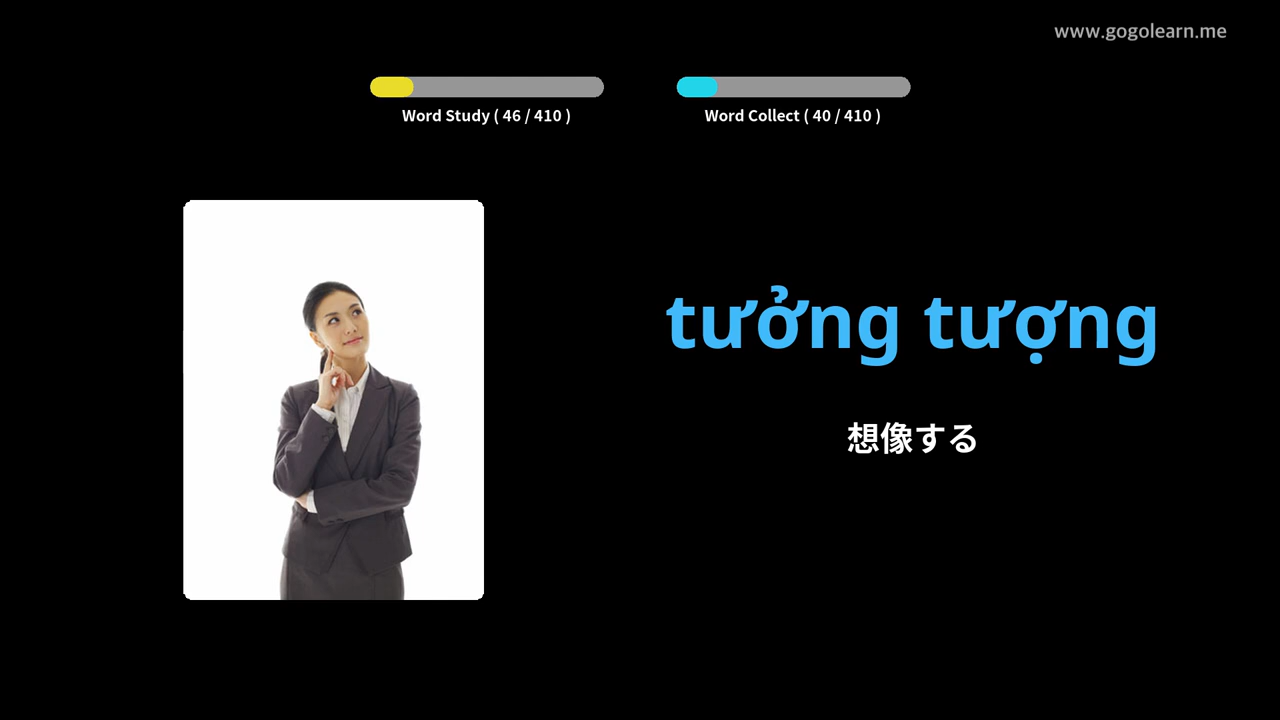 www.gogolearn.me
Word Study ( 46 / 410 )
Word Collect ( 40 / 410 )
tưởng tượng
想像する